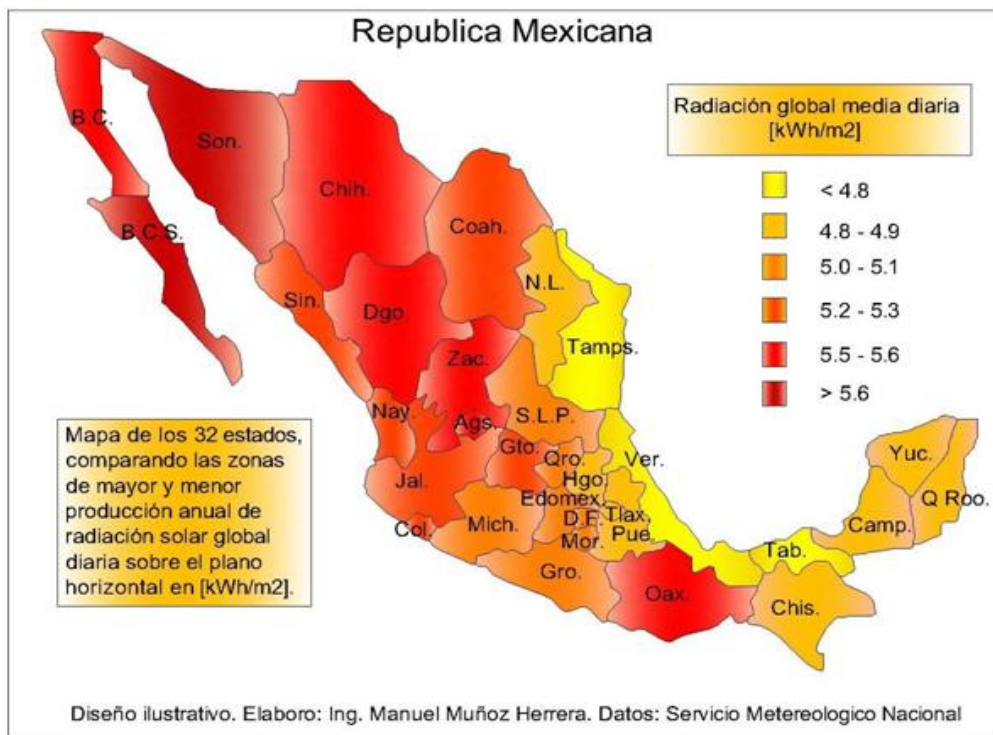 Republica Mexicana
Radiación global media diaria
[kWh/m2]
< 4.8
4.8 - 4.9
5.0 - 5.1
5.2 - 5.3
5.5 - 5.6
> 5.6
B.C.
Son.
Chih.
B.C.S.
Coah.
Sin.
Dgo.
N.L.
Tamps.
Zac.
Nay.
Ags.
S.L.P.
Gto.
Qro.
Ver.
Hgo.
Jal.
Edomex.
Col.
Mich.
D.F.
Tlax.
Mor.
Pue.
Gro.
Oax.
Tab.
Chis.
Camp.
Yuc.
Q Roo.
Mapa de los 32 estados,
comparando las zonas
de mayor y menor
producción anual de
radiación solar global
diaria sobre el plano
horizontal en [kWh/m2].
Diseño ilustrativo. Elaboro: Ing. Manuel Muñoz Herrera. Datos: Servicio Metereologico Nacional